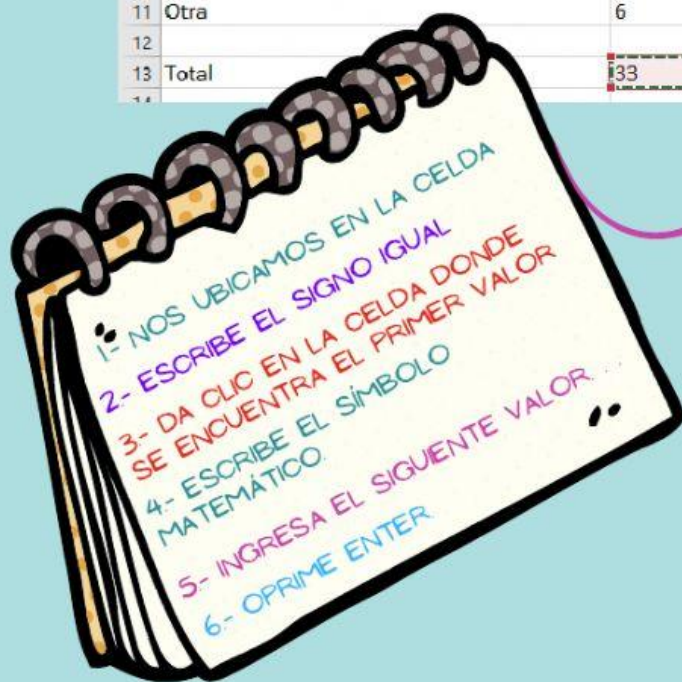 11 Otra 6
12
13 Total 33
1.- NOS UBICAMOS EN LA CELDA
2.- ESCRIBE EL SIGNO IGUAL
3.- DA CLIC EN LA CELDA DONDE
SE ENCUENTRA EL PRIMER VALOR
4.- ESCRIBE EL SÍMBOLO
MATEMÁTICO.
5.- INGRESA EL SIGUIENTE VALOR...
6.- OPRIME ENTER